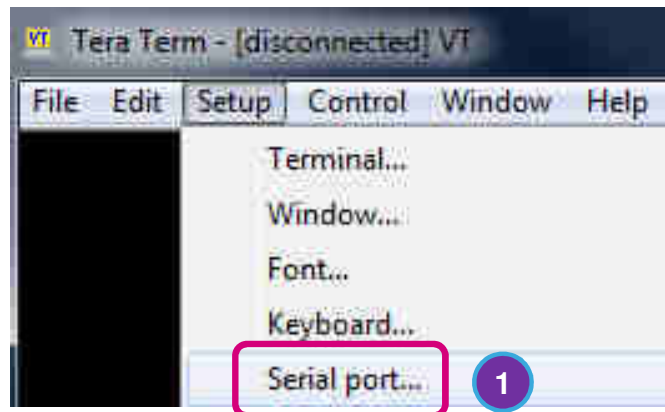 Tera Term - [disconnected] VT
File Edit Setup Control Window Help
Terminal...
Window...
Font...
Keyboard...
Serial port...
1